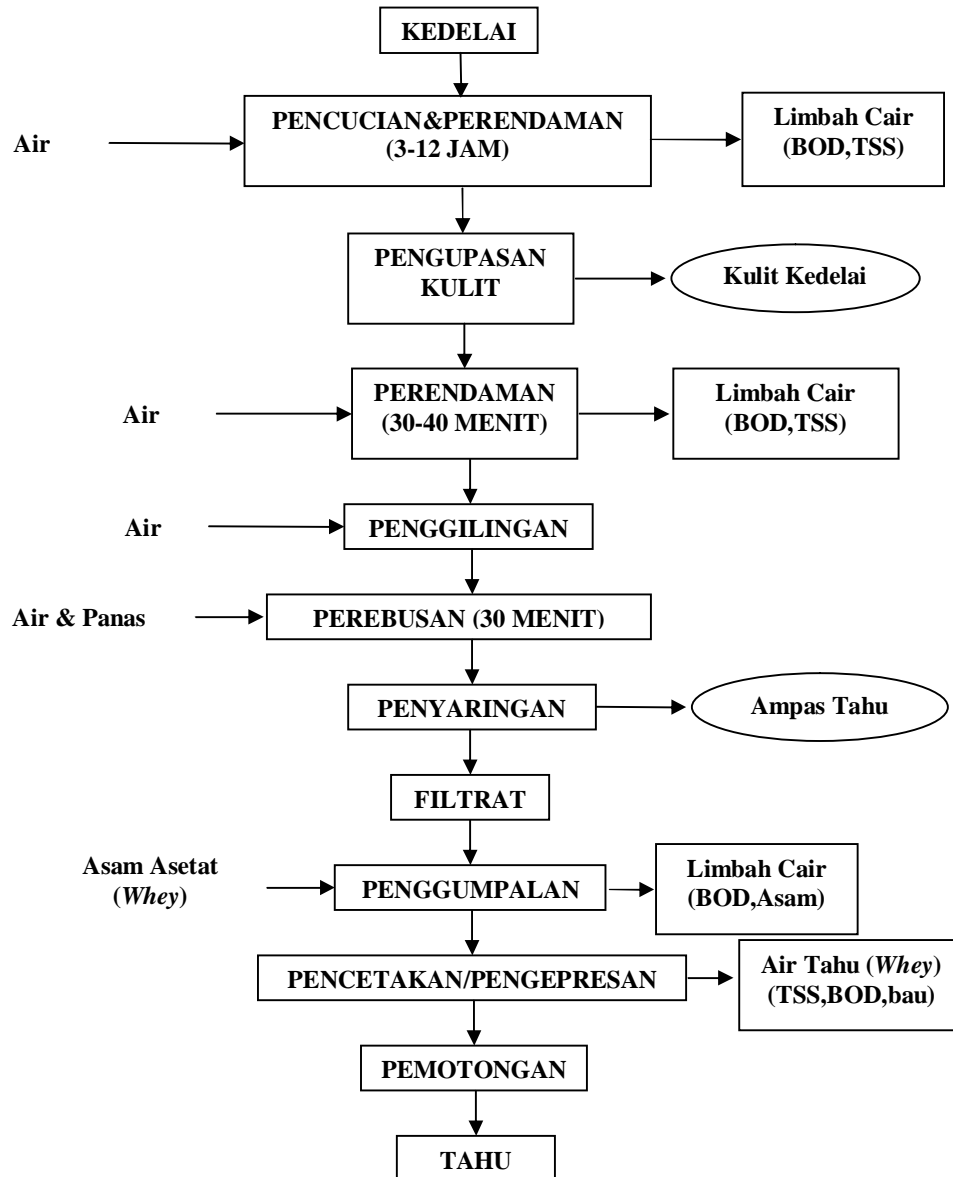 KEDELAI
Air
PENCUCIAN&PERENDAMAN
(3-12 JAM)
Limbah Cair
(BOD,TSS)
PENGUPASAN
KULIT
Kulit Kedelai
Air
PERENDAMAN
(30-40 MENIT)
Limbah Cair
(BOD,TSS)
Air
PENGGILINGAN
Air & Panas
PEREBUSAN (30 MENIT)
PENYARINGAN
Ampas Tahu
FILTRAT
Asam Asetat
(Whey)
PENGGUMPALAN
Limbah Cair
(BOD,Asam)
PENCETAKAN/PENGEPRESAN
Air Tahu (Whey)
(TSS,BOD,bau)
PEMOTONGAN
TAHU